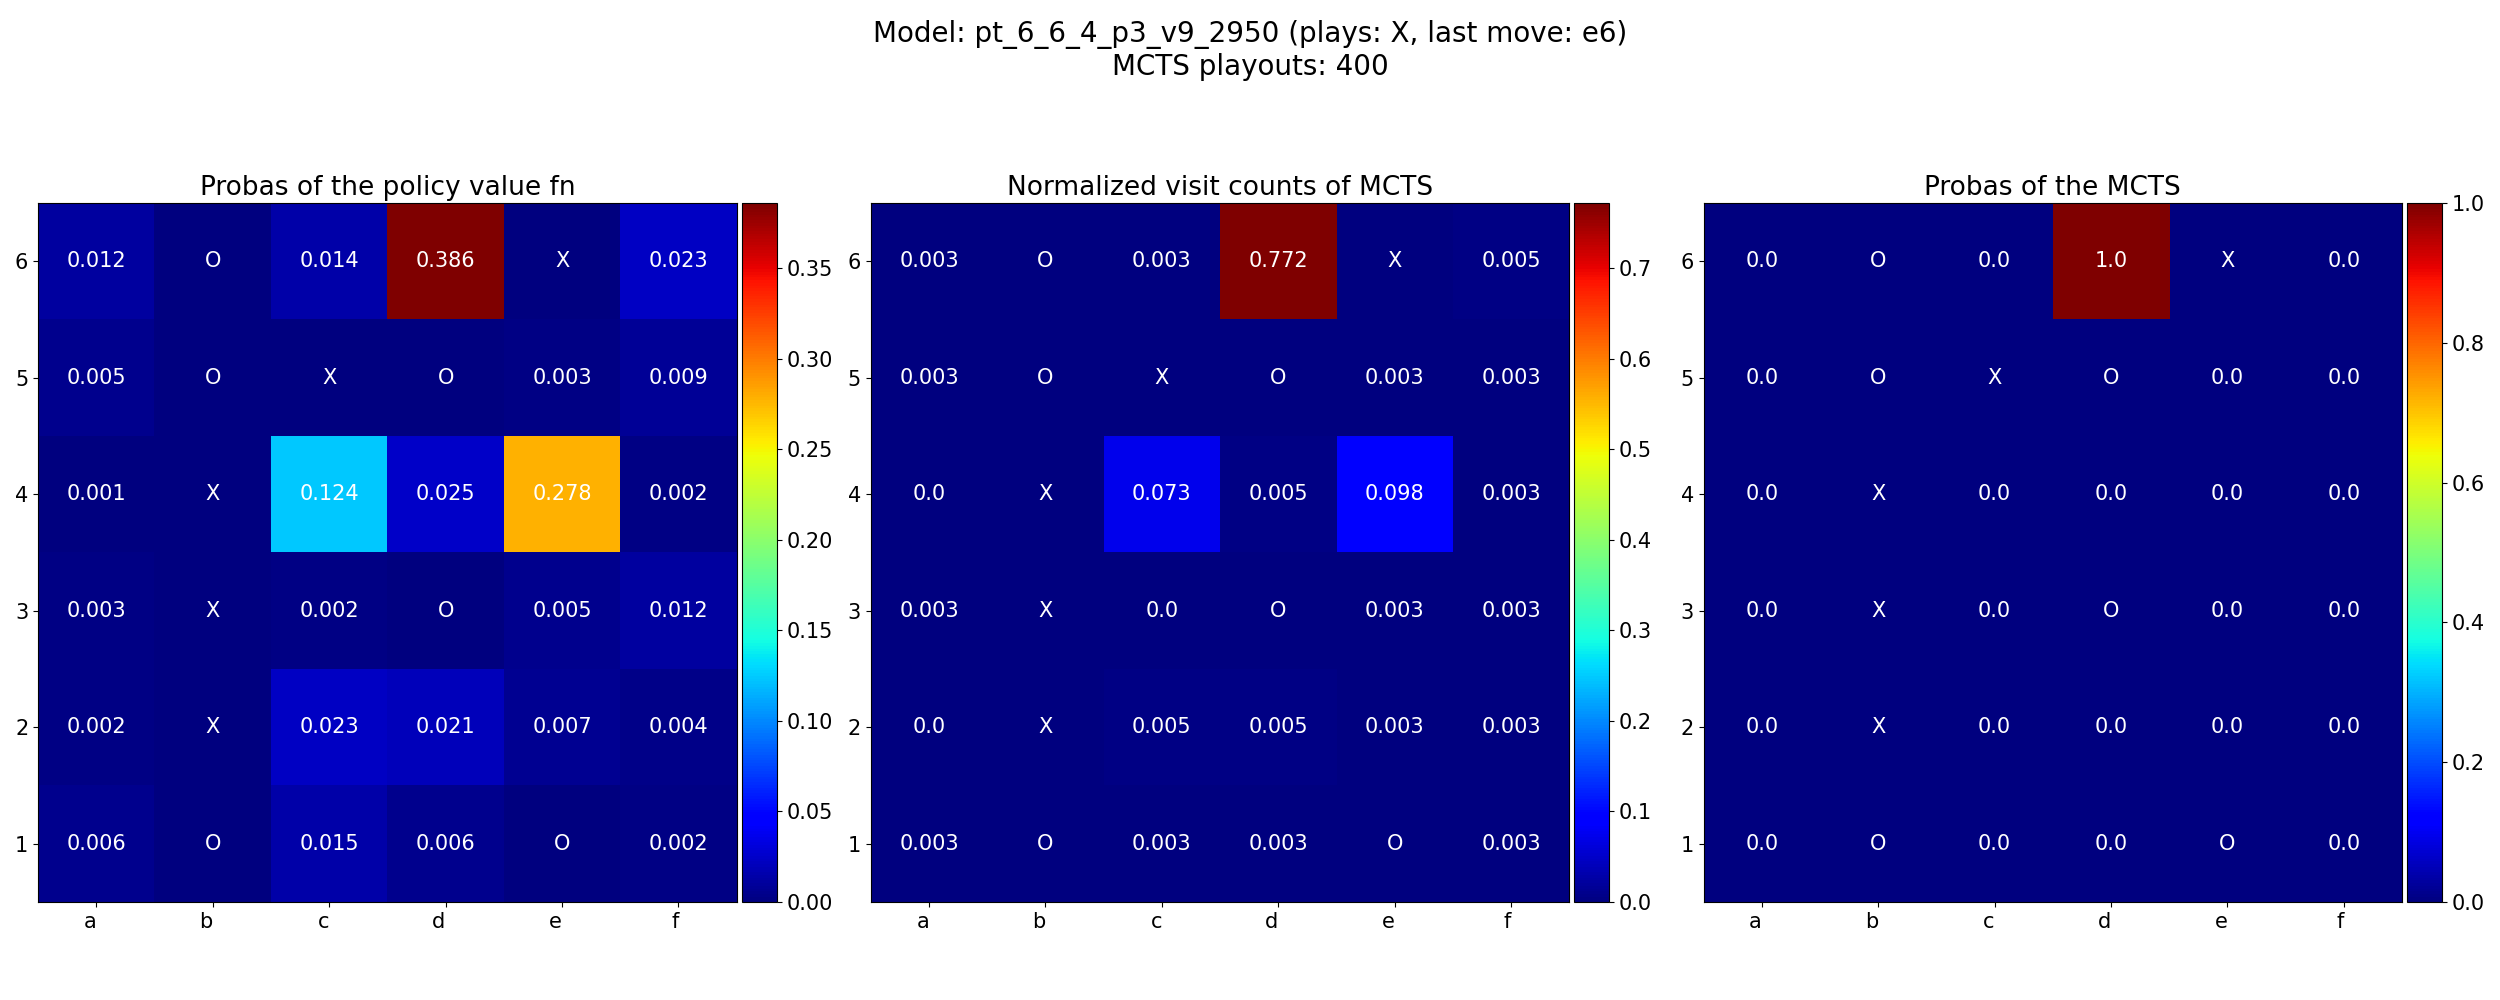 Model: pt_6_6_4_p3_v9_2950 (plays: X, last move: e6)
MCTS playouts: 400
Probas of the policy value fn
6 0.012 O 0.014 0.386 X 0.023
5 0.005 O X O 0.003 0.009
4 0.001 X 0.124 0.025 0.278 0.002
3 0.003 X 0.002 O 0.005 0.012
2 0.002 X 0.023 0.021 0.007 0.004
1 0.006 O 0.015 0.006 O 0.002
a b c d e f
0.35
0.30
0.25
0.20
0.15
0.10
0.05
0.00
Normalized visit counts of MCTS
6 0.003 O 0.003 0.772 X 0.005
5 0.003 O X O 0.003 0.003
4 0.0 X 0.073 0.005 0.098 0.003
3 0.003 X 0.0 O 0.003 0.003
2 0.0 X 0.005 0.005 0.003 0.003
1 0.003 O 0.003 0.003 O 0.003
a b c d e f
0.7
0.6
0.5
0.4
0.3
0.2
0.1
0.0
Probas of the MCTS
6 0.0 O 0.0 1.0 X 0.0
5 0.0 O X O 0.0 0.0
4 0.0 X 0.0 0.0 0.0 0.0
3 0.0 X 0.0 O 0.0 0.0
2 0.0 X 0.0 0.0 0.0 0.0
1 0.0 O 0.0 0.0 O 0.0
a b c d e f
1.0
0.8
0.6
0.4
0.2
0.0